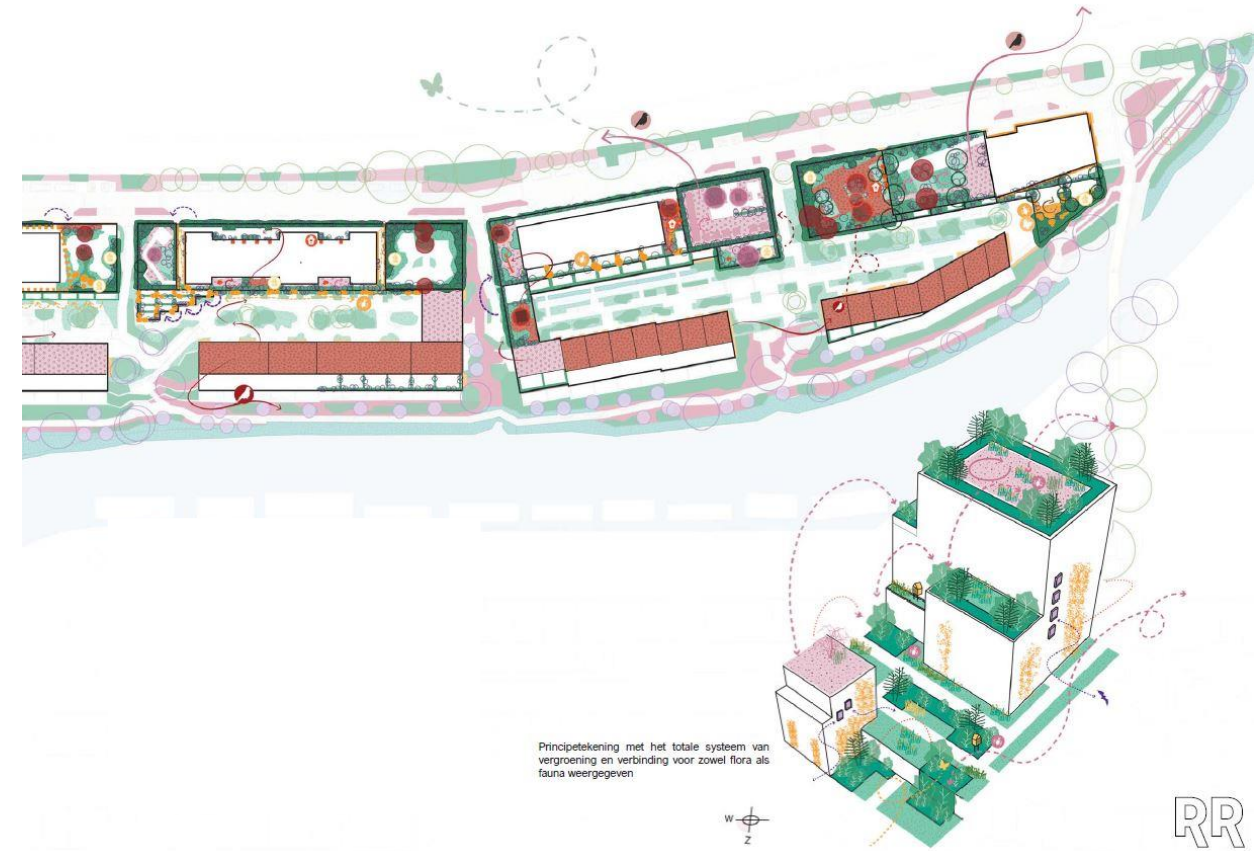 Principetekening met het totale systeem van
vergroening en verbinding voor zowel flora als
fauna weergegeven
W
Z
RR